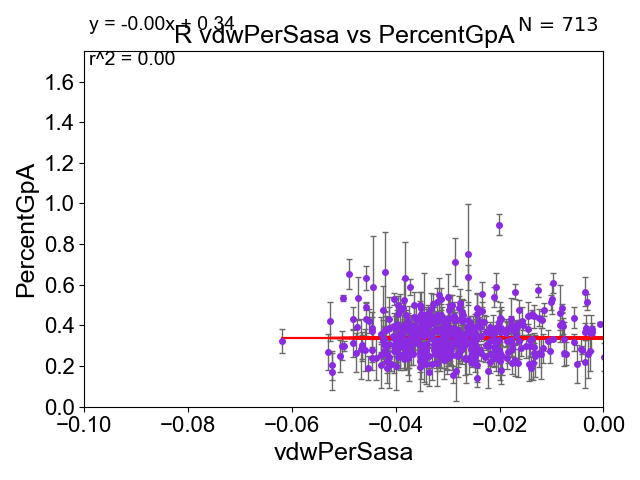 y = -0.00x + 0.34
N = 713
R vdwPerSasa vs PercentGpA
r^2 = 0.00
1.6
1.4
1.2
1.0
0.8
0.6
0.4
0.2
0.0
PercentGpA
−0.10
−0.08
−0.06
−0.04
−0.02
0.00
vdwPerSasa